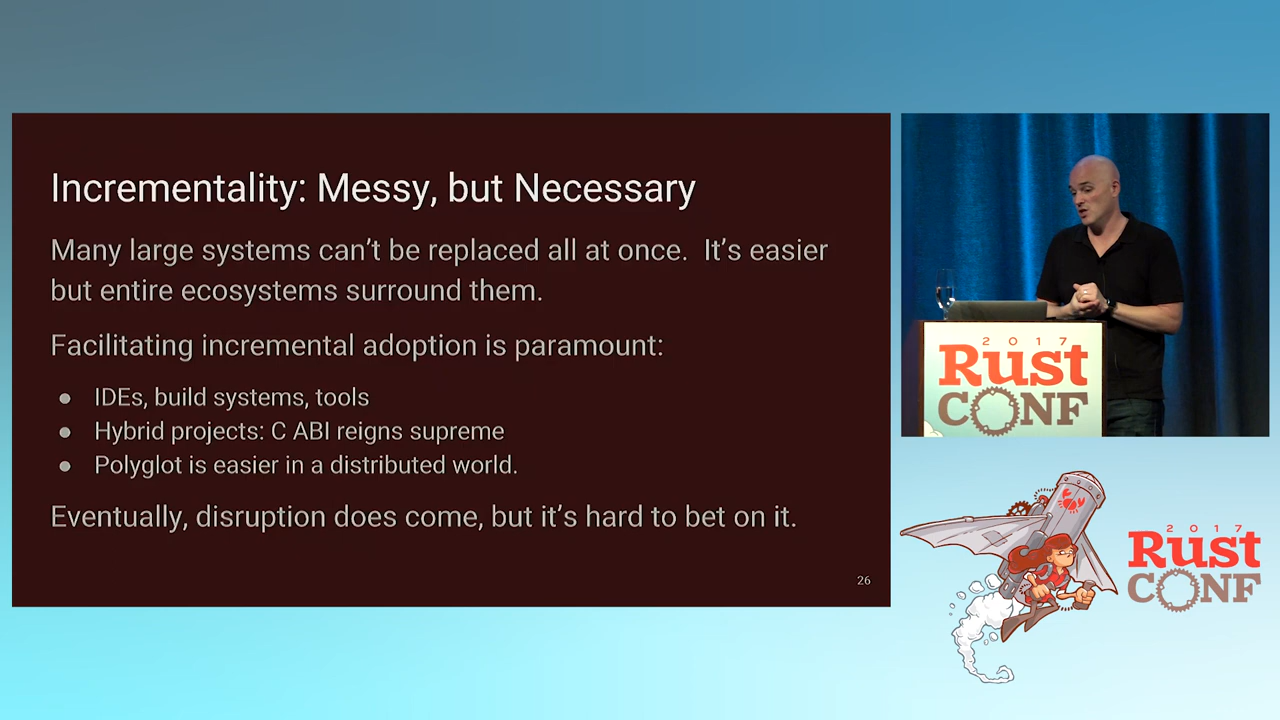 Incrementality: Messy, but Necessary
Many large systems can't be replaced all at once.  It's easier
but entire ecosystems surround them.
Facilitating incremental adoption is paramount:
● IDEs, build systems, tools
● Hybrid projects: C ABI reigns supreme
● Polyglot is easier in a distributed world.
Eventually, disruption does come, but it's hard to bet on it.
26
2017
Rust
CONF
2017
Rust
CONF